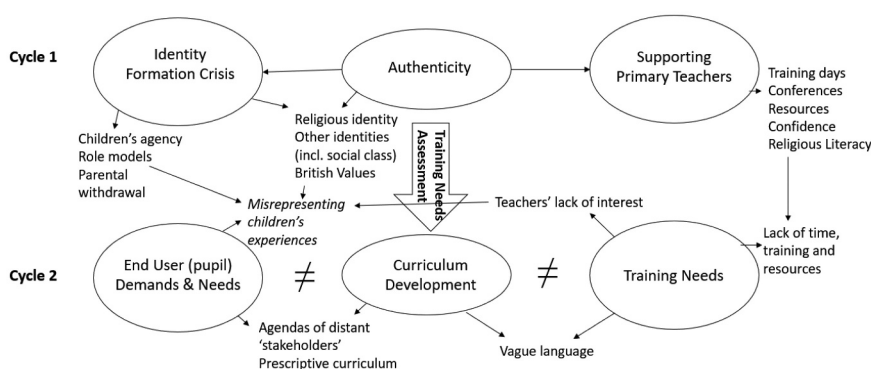 Cycle 1
Identity
Formation Crisis
Authenticity
Supporting
Primary Teachers
Training days
Conferences
Resources
Confidence
Religious Literacy
Children’s agency
Role models
Parental
withdrawal
Religious identity
Other identities
(incl. social class)
British Values
Training Needs
Assessment
Misrepresenting
children’s
experiences
Teachers’ lack of interest
Lack of time,
training and
resources
Cycle 2
End User (pupil)
Demands & Needs
≠
Curriculum
Development
≠
Training Needs
Agendas of distant
‘stakeholders’
Prescriptive curriculum
Vague language